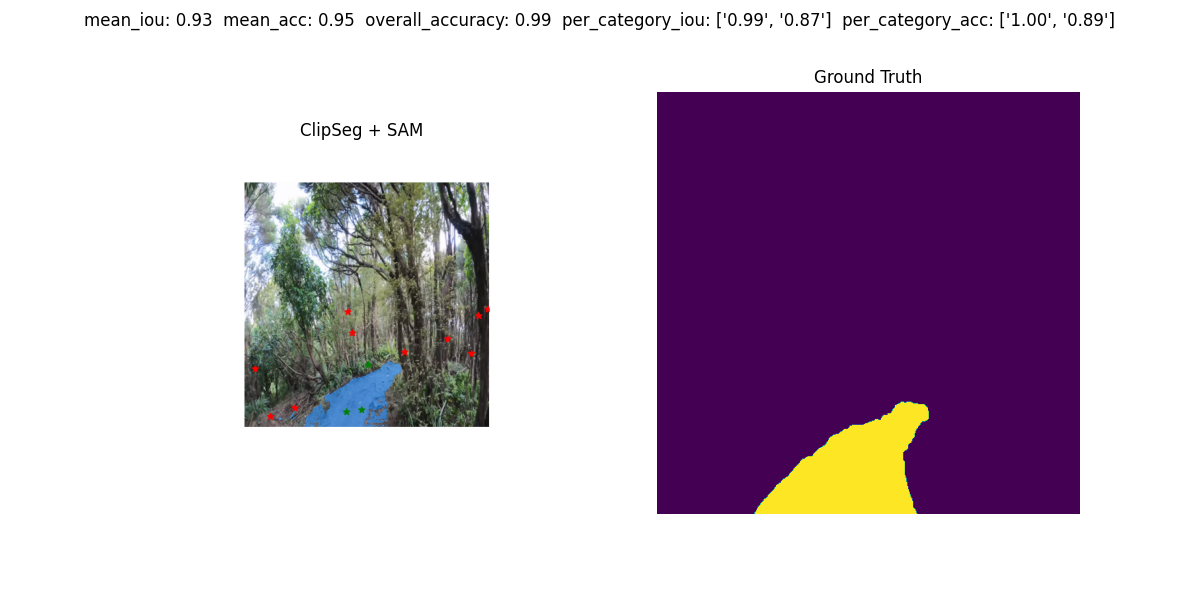 mean_iou: 0.93  mean_acc: 0.95  overall_accuracy: 0.99  per_category_iou: ['0.99', '0.87']  per_category_acc: ['1.00', '0.89']
Ground Truth
ClipSeg + SAM